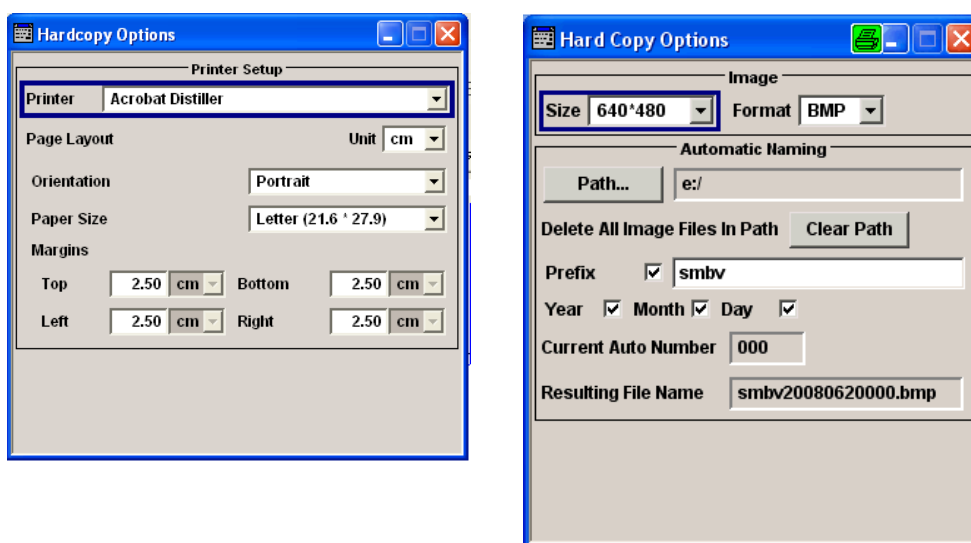 Hardcopy Options
Printer Setup
Printer Acrobat Distiller
Page Layout Unit cm
Orientation Portrait
Paper Size Letter (21.6 * 27.9)
Margins
Top 2.50 cm Bottom 2.50 cm
Left 2.50 cm Right 2.50 cm
Hard Copy Options
Image
Size 640*480 Format BMP
Automatic Naming
Path... e:/
Delete All Image Files In Path Clear Path
Prefix smbv
Year Month Day
Current Auto Number 000
Resulting File Name smbv20080620000.bmp